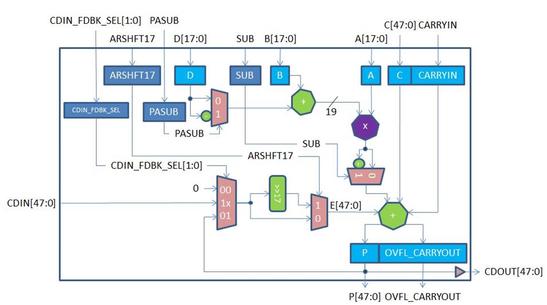 CDIN_FDBK_SEL[1:0] PASUB
C[47:0] CARRYIN
ARSHFT17 D[17:0] SUB B[17:0] A[17:0]
ARSHFT17 D SUB B A C CARRYIN
CDIN_FDBK_SEL PASUB 0 1 + 19
PASUB X
SUB
ARSHFT17 1 0
CDIN_FDBK_SEL[1:0]
0 00
CDIN[47:0] 1x >>17 1 E[47:0] +
01 0
P OVFL_CARRYOUT
CDOUT[47:0]
P[47:0] OVFL_CARRYOUT